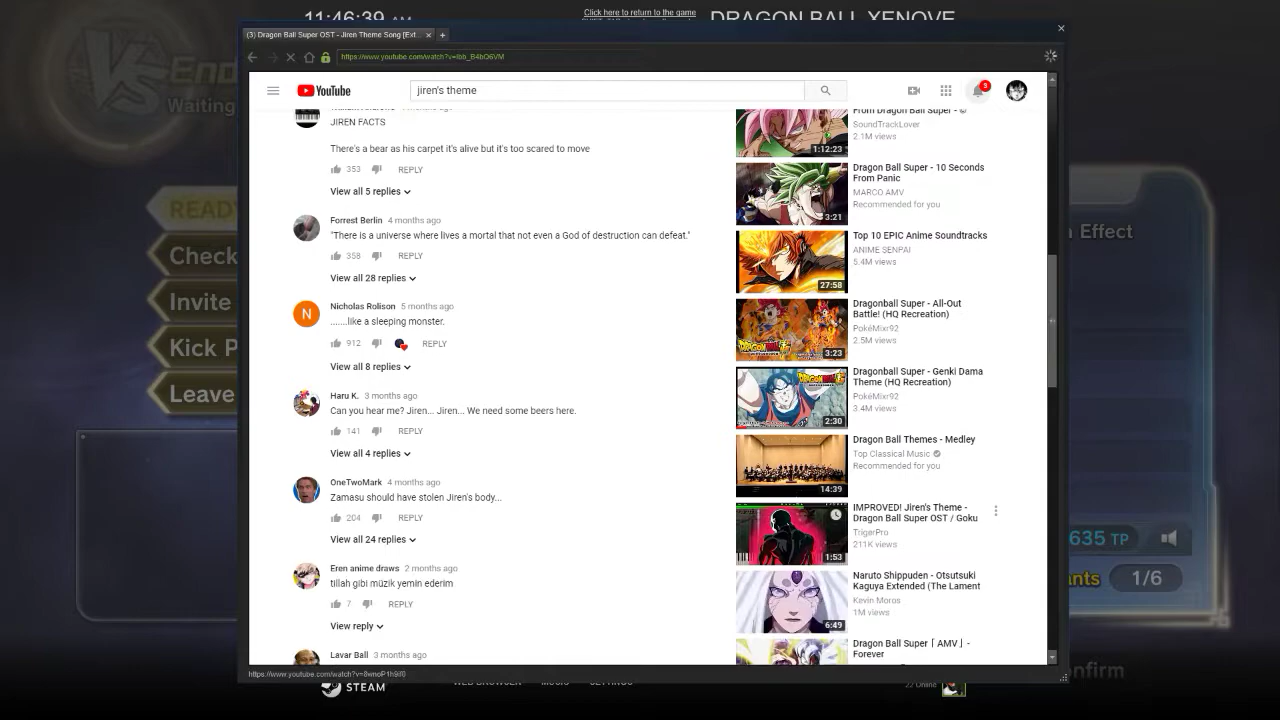 11:46:39 AM
Click here to return to the game
DRAGON BALL XENOVE
(3) Dragon Ball Super OST - Jiren Theme Song [Ext...
YouTube
jiren's theme
3
JIREN FACTS
There's a bear as his carpet it's alive but it's too scared to move
353 REPLY
View all 5 replies
Forrest Berlin 4 months ago
"There is a universe where lives a mortal that not even a God of destruction can defeat."
358 REPLY
View all 28 replies
N
Nicholas Rolison 5 months ago
.......like a sleeping monster.
912 REPLY
View all 8 replies
Haru K. 3 months ago
Can you hear me? Jiren... Jiren... We need some beers here.
141 REPLY
View all 4 replies
OneTwoMark 4 months ago
Zamasu should have stolen Jiren's body...
204 REPLY
View all 24 replies
Eren anime draws 2 months ago
tillah gibi müzik yemin ederim
7 REPLY
View reply
Lavar Ball 3 months ago
From Dragon Ball Super -
SoundTrackLover
2.1M views
1:12:23
Dragon Ball Super - 10 Seconds
From Panic
MARCO AMV
Recommended for you
3:21
Top 10 EPIC Anime Soundtracks
ANIME SENPAI
5.4M views
27:58
Dragonball Super - All-Out
Battle! (HQ Recreation)
PokéMixr92
2.5M views
3:23
Dragonball Super - Genki Dama
Theme (HQ Recreation)
PokéMixr92
3.4M views
2:30
Dragon Ball Themes - Medley
Top Classical Music
Recommended for you
14:39
IMPROVED! Jiren's Theme -
Dragon Ball Super OST / Goku
TrigorPro
211K views
1:53
Naruto Shippuden - Otsutsuki
Kaguya Extended (The Lament
Kevin Moros
1M views
6:49
Dragon Ball Super「AMV」-
Forever
Waiting
READY
Check
Invite
Kick P
Leave
a Effect
635 TP
1/6
STEAM
WEB BROWSER MUSIC SETTINGS
22 Online